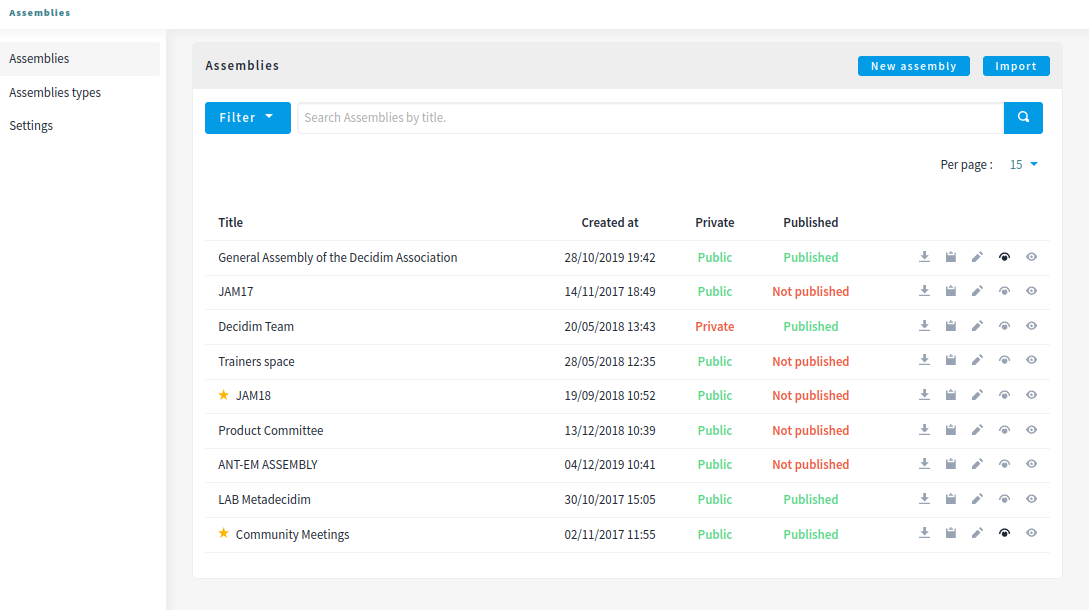 Assemblies
Assemblies
Assemblies types
Settings
Assemblies
New assembly
Import
Filter
Search Assemblies by title.
Per page : 15
Title Created at Private Published
General Assembly of the Decidim Association 28/10/2019 19:42 Public Published
JAM17 14/11/2017 18:49 Public Not published
Decidim Team 20/05/2018 13:43 Private Published
Trainers space 28/05/2018 12:35 Public Not published
★ JAM18 19/09/2018 10:52 Public Not published
Product Committee 13/12/2018 10:39 Public Not published
ANT-EM ASSEMBLY 04/12/2019 10:41 Public Not published
LAB Metadecidim 30/10/2017 15:05 Public Published
★ Community Meetings 02/11/2017 11:55 Public Published